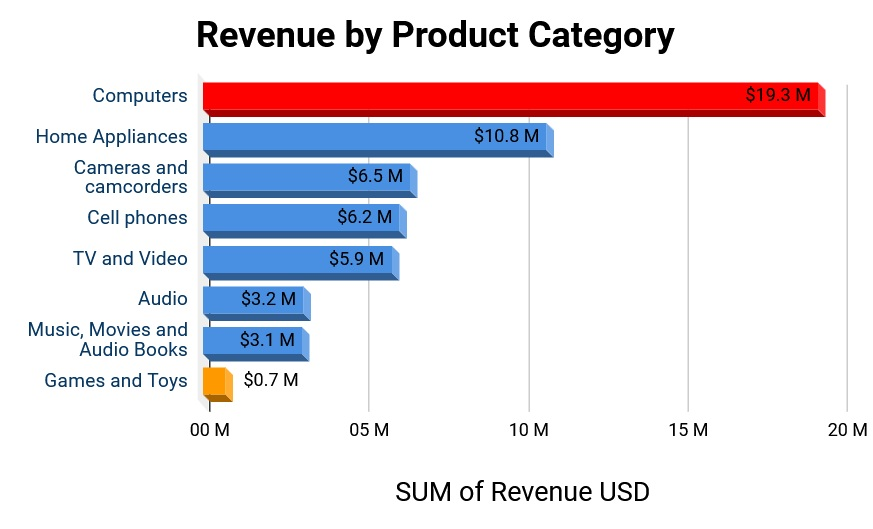 Revenue by Product Category
Computers
$19.3 M
Home Appliances
$10.8 M
Cameras and
camcorders
$6.5 M
Cell phones
$6.2 M
TV and Video
$5.9 M
Audio
$3.2 M
Music, Movies and
Audio Books
$3.1 M
Games and Toys
$0.7 M
00 M
05 M
10 M
15 M
20 M
SUM of Revenue USD